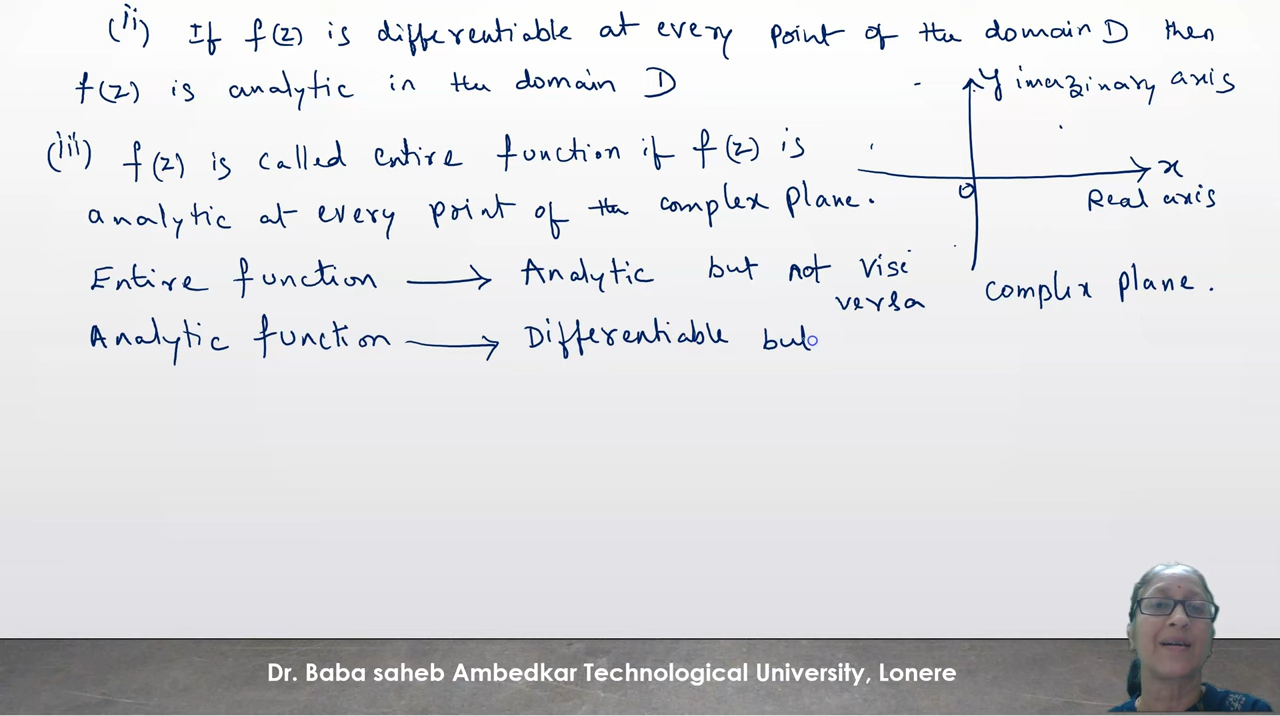 (ii) If f(z) is differentiable at every point of the domain D then
f(z) is analytic in the domain D
y imaginary axis
(iii) f(z) is called entire function if f(z) is
x
0
Real axis
analytic at every point of the complex plane.
Entire function → Analytic but not vise
versa
complex plane.
Analytic function → Differentiable but
Dr. Baba saheb Ambedkar Technological University, Lonere